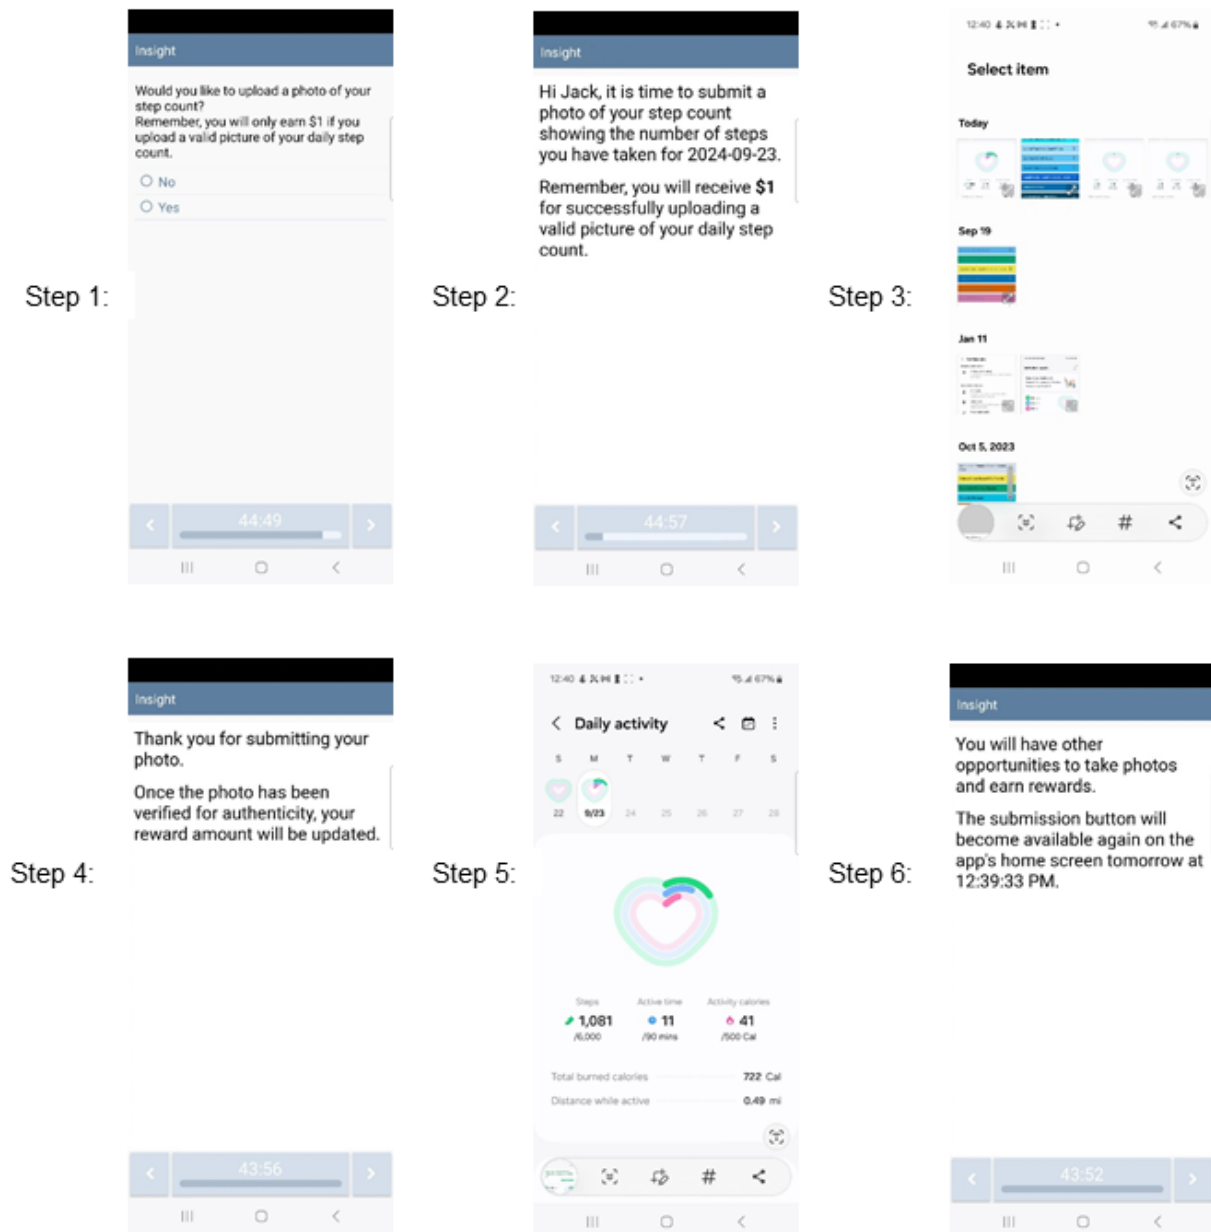 Step 1:
Insight
Would you like to upload a photo of your
step count?
Remember, you will only earn $1 if you
upload a valid picture of your daily step
count.
No
Yes
44:49
Step 2:
Insight
Hi Jack, it is time to submit a
photo of your step count
showing the number of steps
you have taken for 2024-09-23.
Remember, you will receive $1
for successfully uploading a
valid picture of your daily step
count.
44:57
Step 3:
12:40
67%
Select item
Today
Sep 19
Jan 11
Oct 5, 2023
#
Step 4:
Insight
Thank you for submitting your
photo.
Once the photo has been
verified for authenticity, your
reward amount will be updated.
43:56
Step 5:
12:40
67%
Daily activity
S M T W T F S
22 9/23 24 25 26 27 28
Steps Active time Activity calories
1,081 11 41
/6,000 /90 mins /500 Cal
Total burned calories 722 Cal
Distance while active 0.49 mi
#
Step 6:
Insight
You will have other
opportunities to take photos
and earn rewards.
The submission button will
become available again on the
app's home screen tomorrow at
12:39:33 PM.
43:52